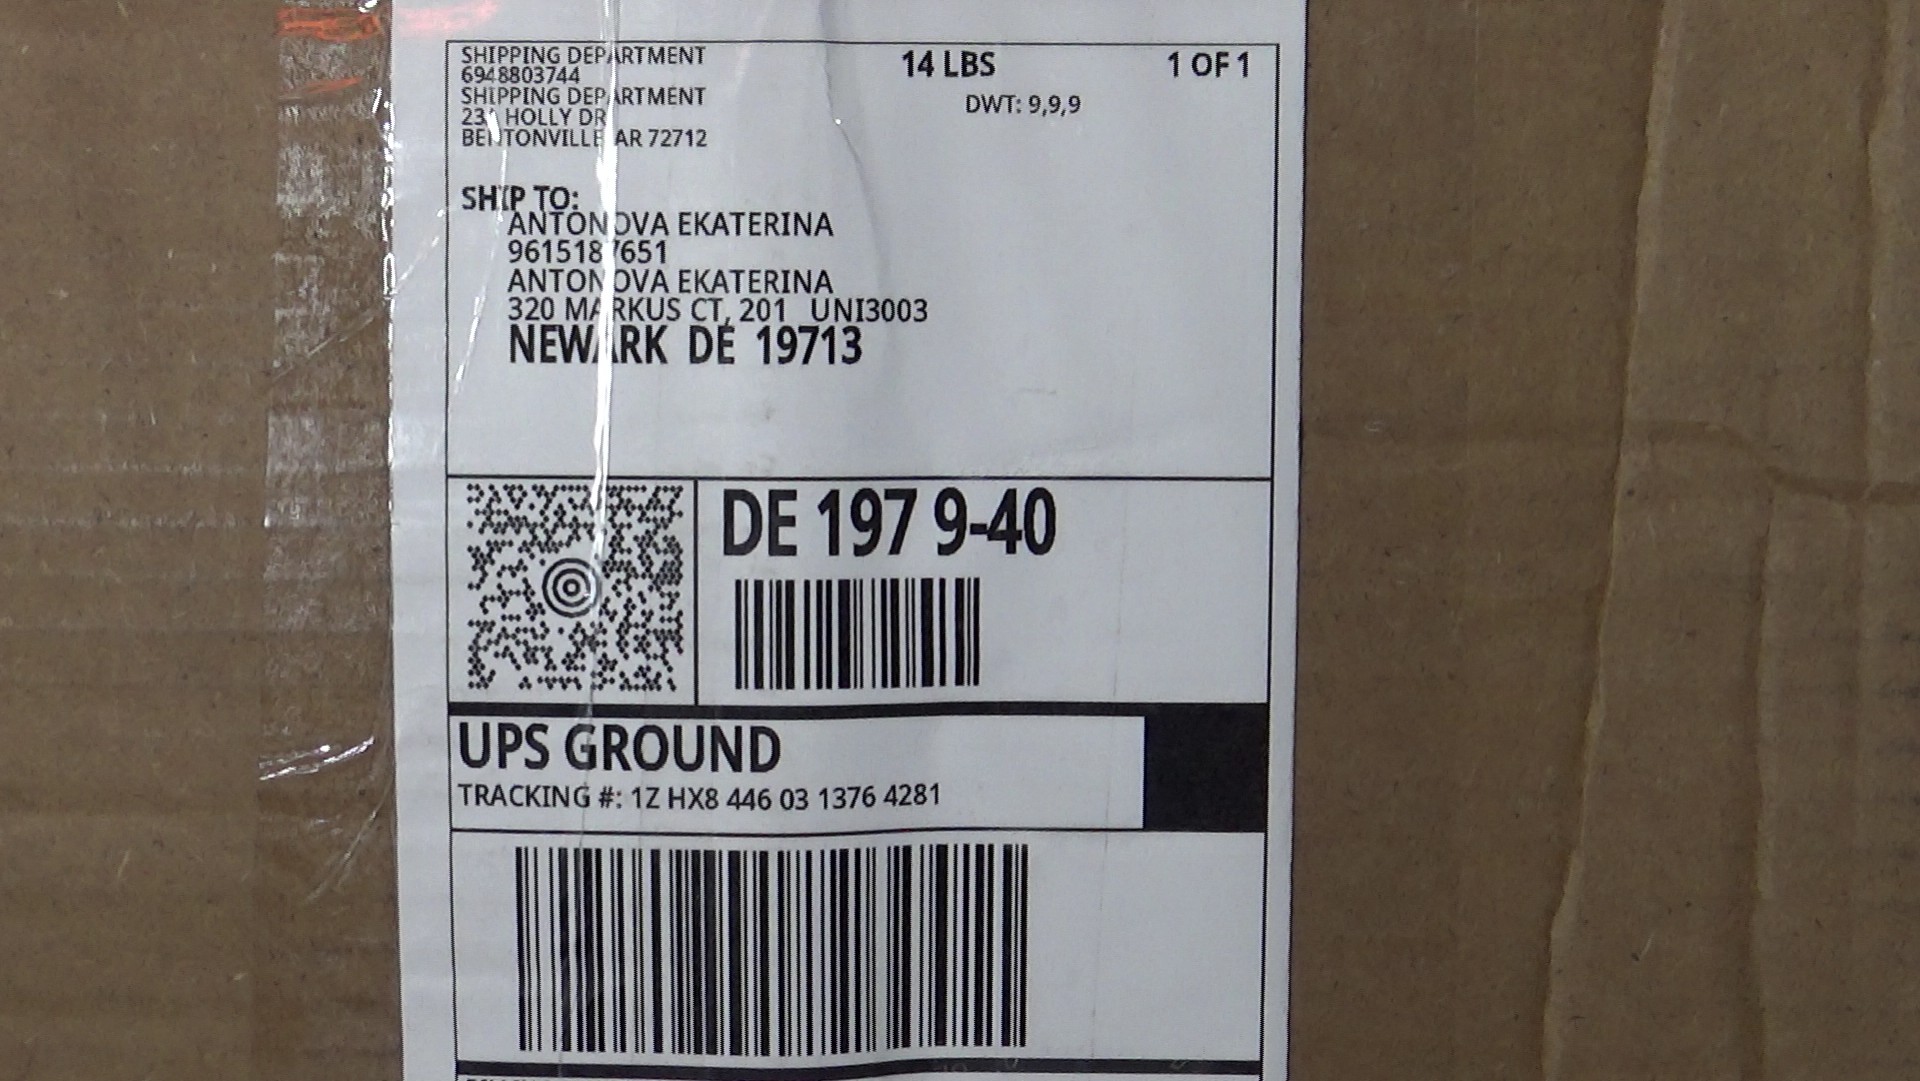 SHIPPING DEPARTMENT
6948803744
SHIPPING DEPARTMENT
HOLLY DR
BENTONVILLE AR 72712
14 LBS
1 OF 1
DWT: 9,9,9
SHIP TO:
ANTONOVA EKATERINA
9615187651
ANTONOVA EKATERINA
320 MARKUS CT, 201 UNI3003
NEWARK DE 19713
DE 197 9-40
UPS GROUND
TRACKING #: 1Z HX8 446 03 1376 4281